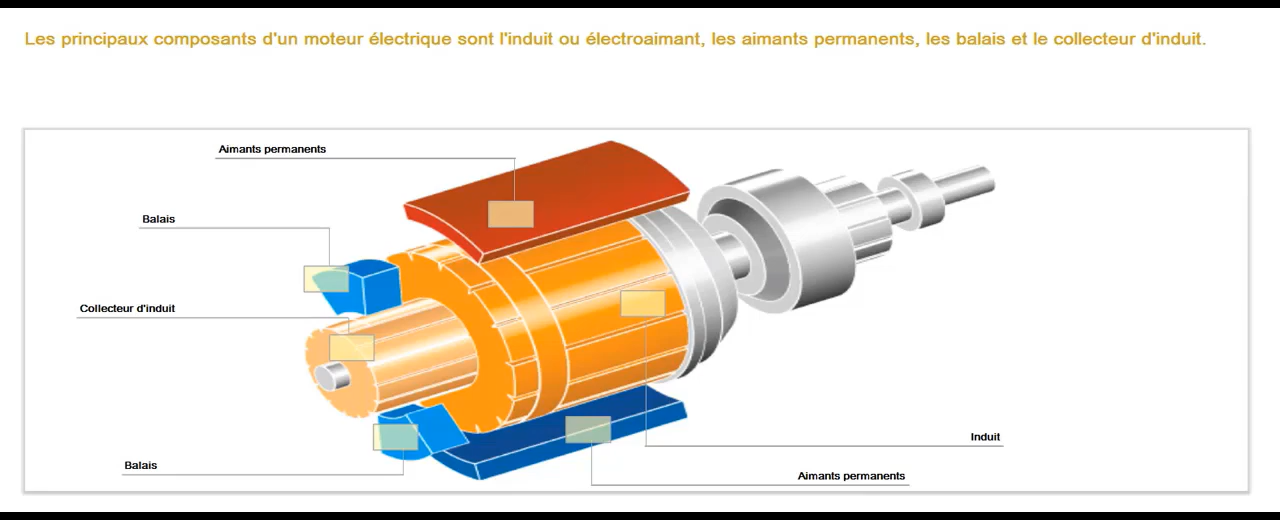 Les principaux composants d'un moteur électrique sont l'induit ou électroaimant, les aimants permanents, les balais et le collecteur d'induit.
Aimants permanents
Balais
Collecteur d'induit
Induit
Balais
Aimants permanents